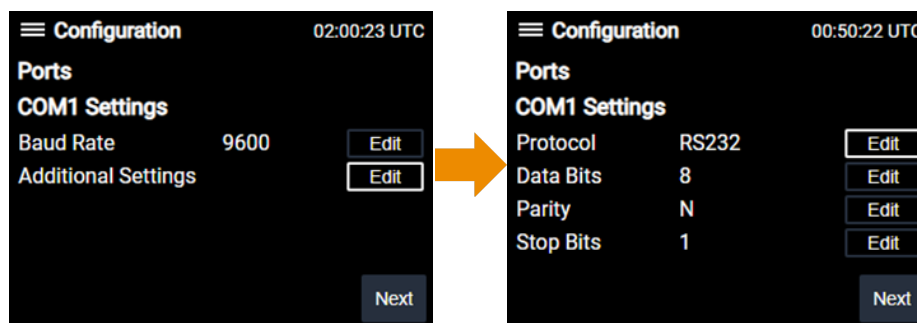 Configuration 02:00:23 UTC
Ports
COM1 Settings
Baud Rate 9600 Edit
Additional Settings Edit
Next
Configuration 00:50:22 UTC
Ports
COM1 Settings
Protocol RS232 Edit
Data Bits 8 Edit
Parity N Edit
Stop Bits 1 Edit
Next